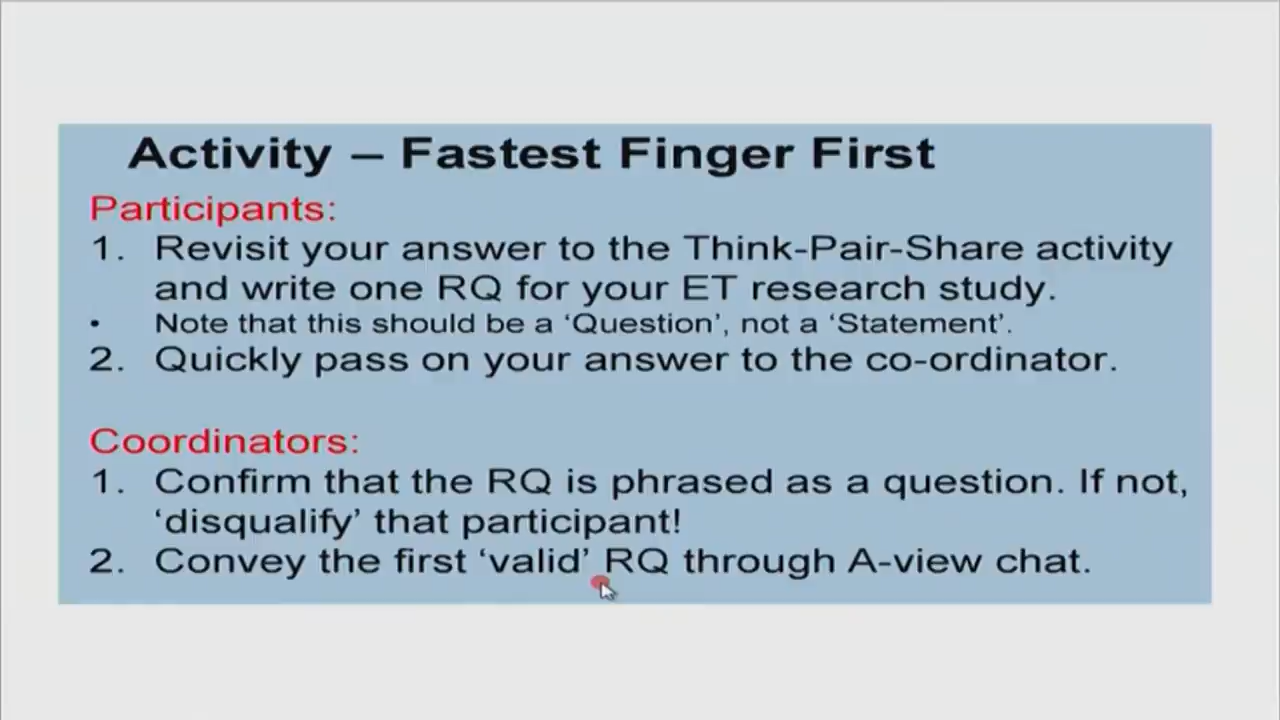 Activity – Fastest Finger First
Participants:
1. Revisit your answer to the Think-Pair-Share activity
and write one RQ for your ET research study.
• Note that this should be a ‘Question’, not a ‘Statement’.
2. Quickly pass on your answer to the co-ordinator.
Coordinators:
1. Confirm that the RQ is phrased as a question. If not,
‘disqualify’ that participant!
2. Convey the first ‘valid’ RQ through A-view chat.